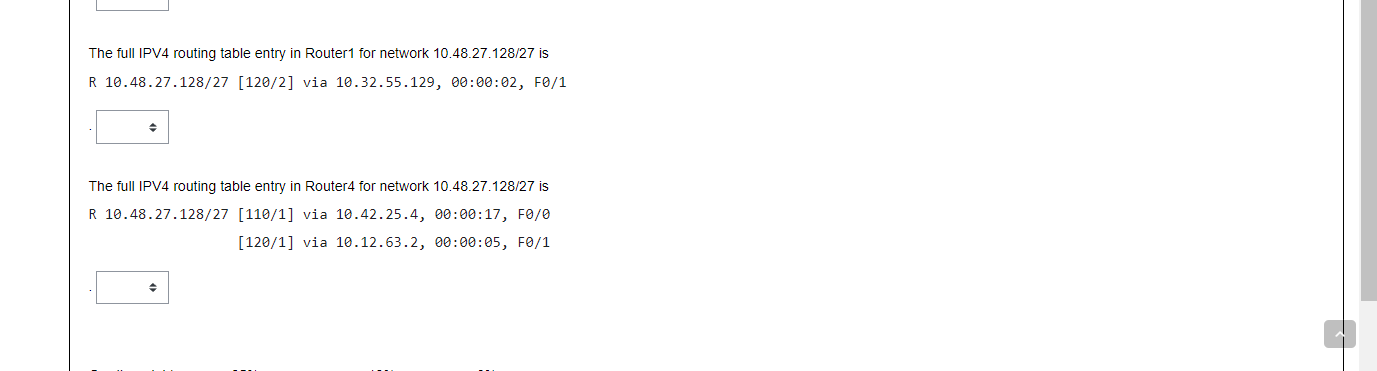 The full IPV4 routing table entry in Router1 for network 10.48.27.128/27 is
R 10.48.27.128/27 [120/2] via 10.32.55.129, 00:00:02, F0/1
.
The full IPV4 routing table entry in Router4 for network 10.48.27.128/27 is
R 10.48.27.128/27 [110/1] via 10.42.25.4, 00:00:17, F0/0
[120/1] via 10.12.63.2, 00:00:05, F0/1
.